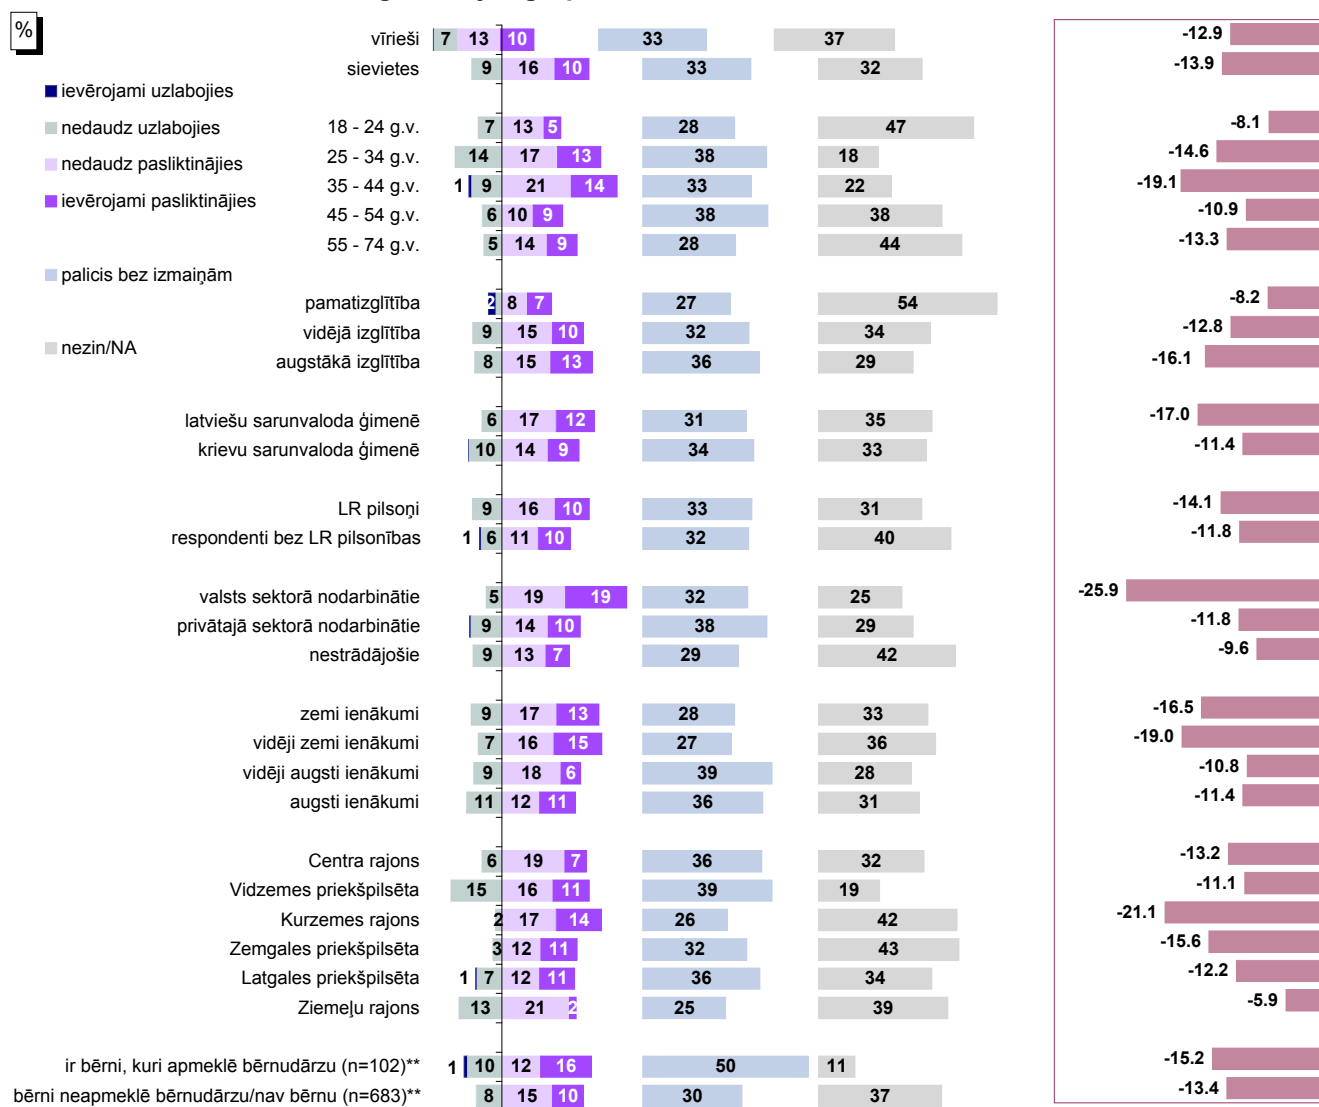 %
vīrieši 7 13 10 33 37 -12.9
sievietes 9 16 10 33 32 -13.9
ievērojami uzlabojies
nedaudz uzlabojies
nedaudz pasliktinājies
ievērojami pasliktinājies
palicis bez izmaiņām
nezin/NA
18 - 24 g.v. 7 13 5 28 47 -8.1
25 - 34 g.v. 14 17 13 38 18 -14.6
35 - 44 g.v. 1 9 21 14 33 22 -19.1
45 - 54 g.v. 6 10 9 38 38 -10.9
55 - 74 g.v. 5 14 9 28 44 -13.3
pamatizglītība 2 8 7 27 54 -8.2
vidējā izglītība 9 15 10 32 34 -12.8
augstākā izglītība 8 15 13 36 29 -16.1
latviešu sarunvaloda ģimenē 6 17 12 31 35 -17.0
krievu sarunvaloda ģimenē 10 14 9 34 33 -11.4
LR pilsoņi 9 16 10 33 31 -14.1
respondenti bez LR pilsonības 1 6 11 10 32 40 -11.8
valsts sektorā nodarbinātie 5 19 19 32 25 -25.9
privātajā sektorā nodarbinātie 9 14 10 38 29 -11.8
nestrādājošie 9 13 7 29 42 -9.6
zemi ienākumi 9 17 13 28 33 -16.5
vidēji zemi ienākumi 7 16 15 27 36 -19.0
vidēji augsti ienākumi 9 18 6 39 28 -10.8
augsti ienākumi 11 12 11 36 31 -11.4
Centra rajons 6 19 7 36 32 -13.2
Vidzemes priekšpilsēta 15 16 11 39 19 -11.1
Kurzemes rajons 2 17 14 26 42 -21.1
Zemgales priekšpilsēta 3 12 11 32 43 -15.6
Latgales priekšpilsēta 1 7 12 11 36 34 -12.2
Ziemeļu rajons 13 21 2 25 39 -5.9
ir bērni, kuri apmeklē bērnudārzu (n=102)** 1 10 12 16 50 11 -15.2
bērni neapmeklē bērnudārzu/nav bērnu (n=683)** 8 15 10 30 37 -13.4